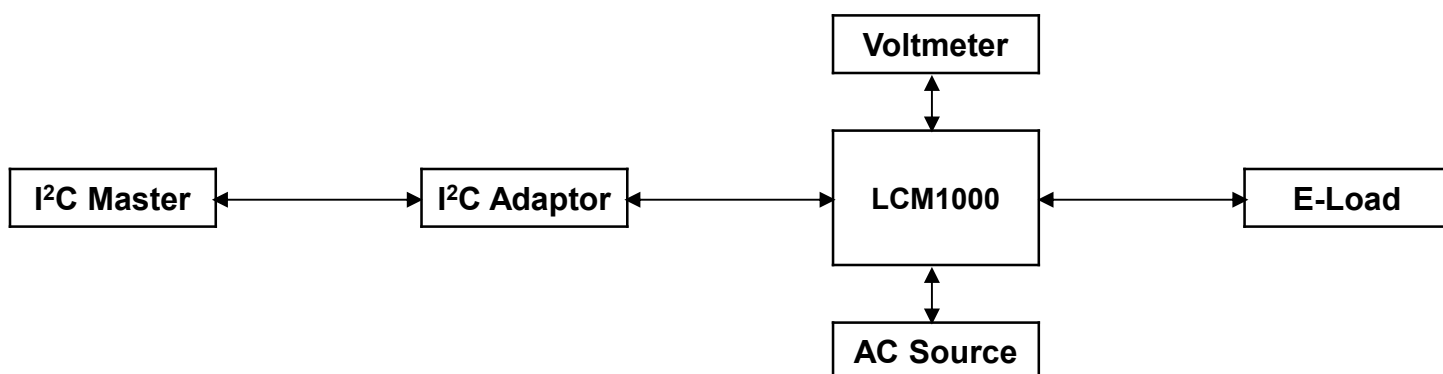 Voltmeter
I²C Master
I²C Adaptor
LCM1000
E-Load
AC Source